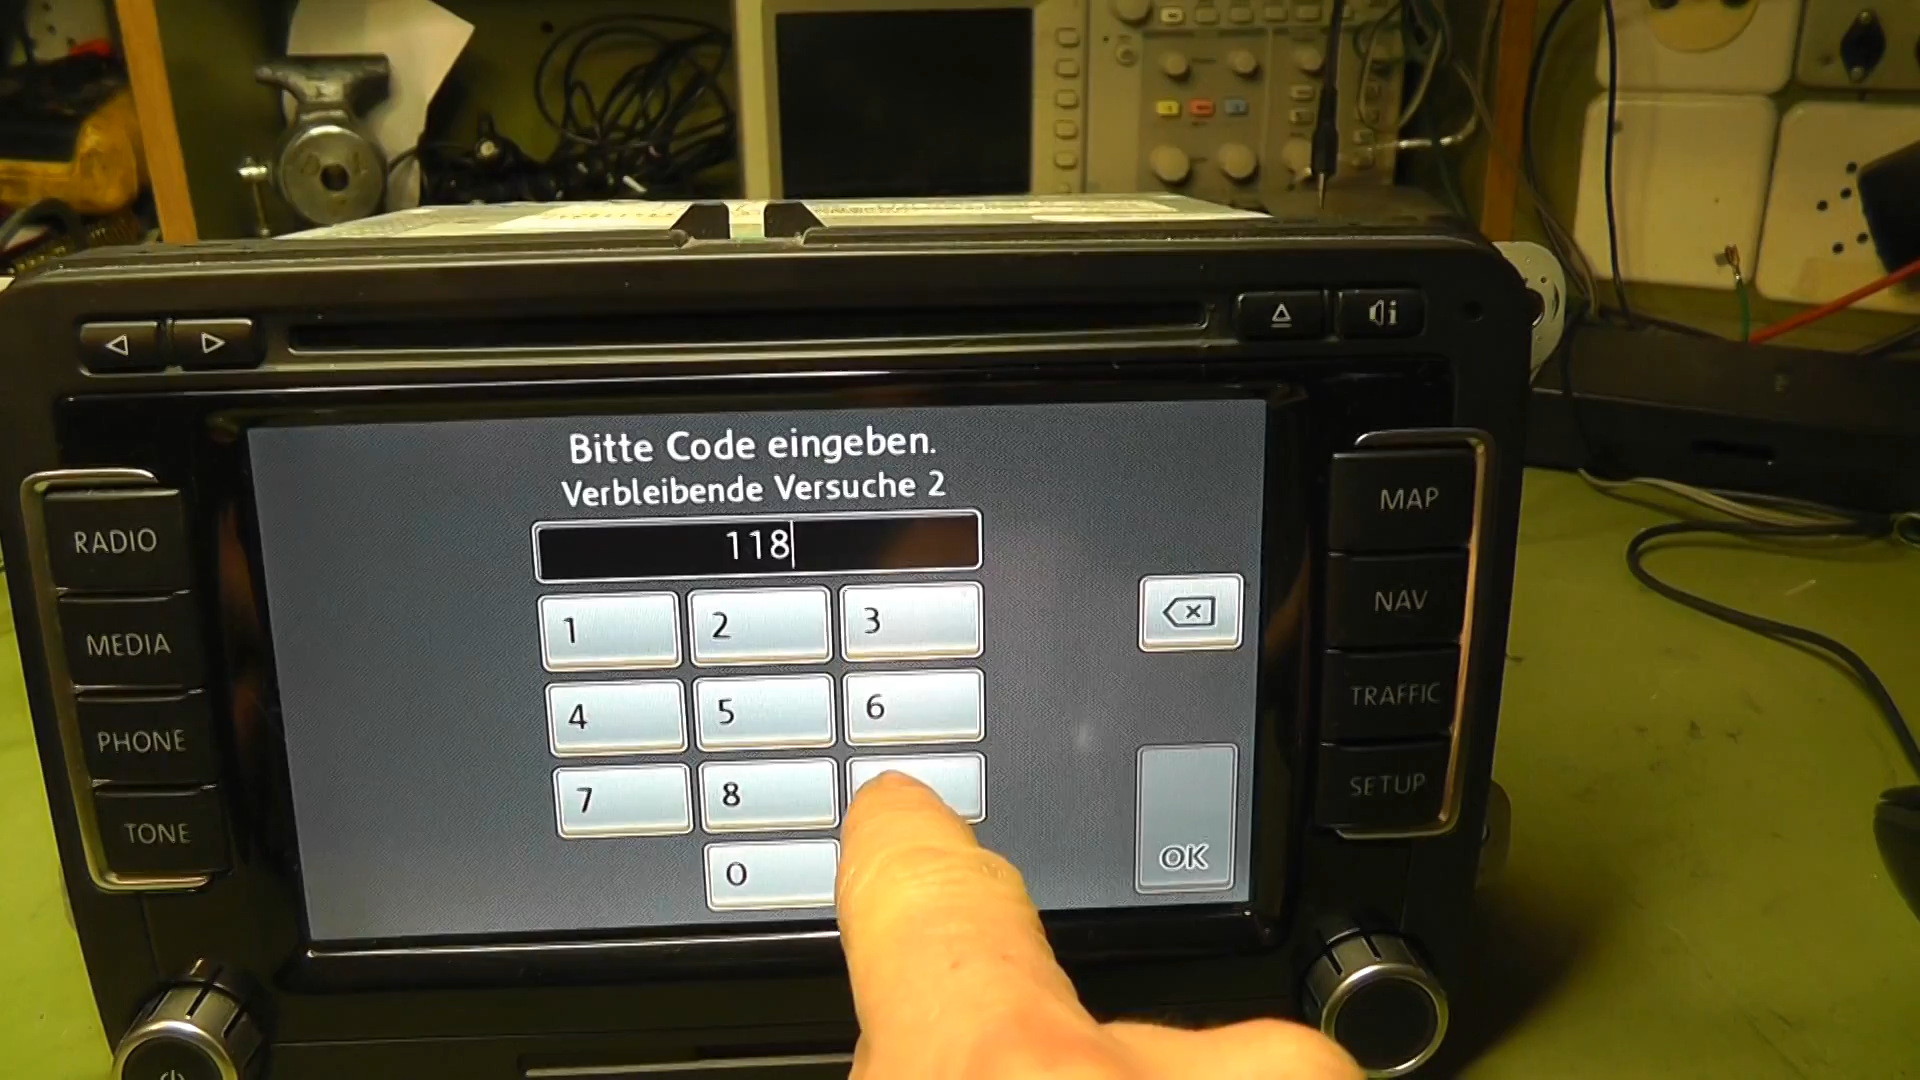 Bitte Code eingeben.
Verbleibende Versuche 2
118
1 2 3
4 5 6
7 8
0
OK
RADIO
MEDIA
PHONE
TONE
MAP
NAV
TRAFFIC
SETUP
i